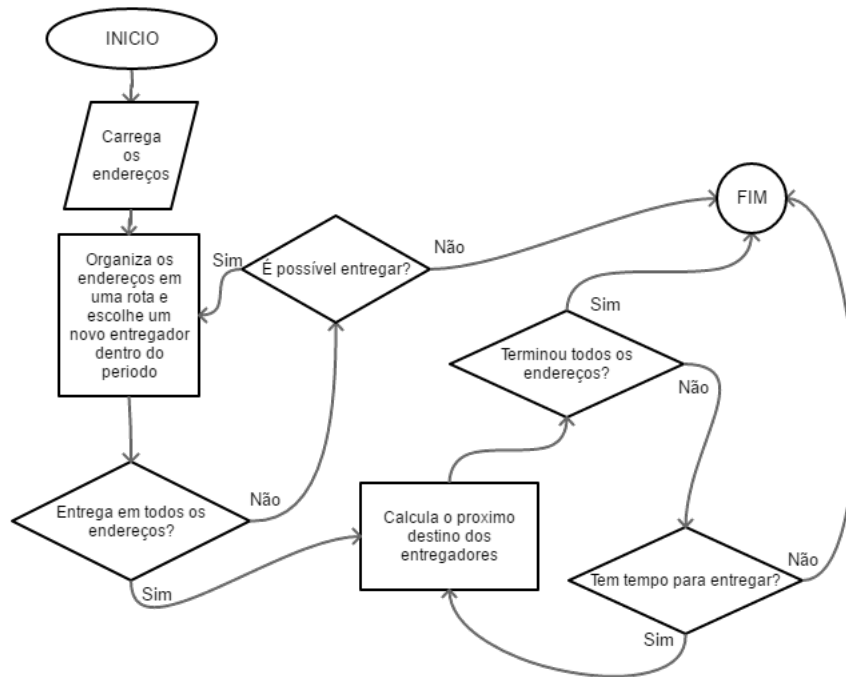 INICIO
Carrega
os
endereços
Organiza os
endereços em
uma rota e
escolhe um
novo entregador
dentro do
periodo
Sim
É possível entregar?
Não
FIM
Sim
Terminou todos os
endereços?
Não
Entrega em todos os
endereços?
Não
Sim
Calcula o proximo
destino dos
entregadores
Tem tempo para entregar?
Não
Sim